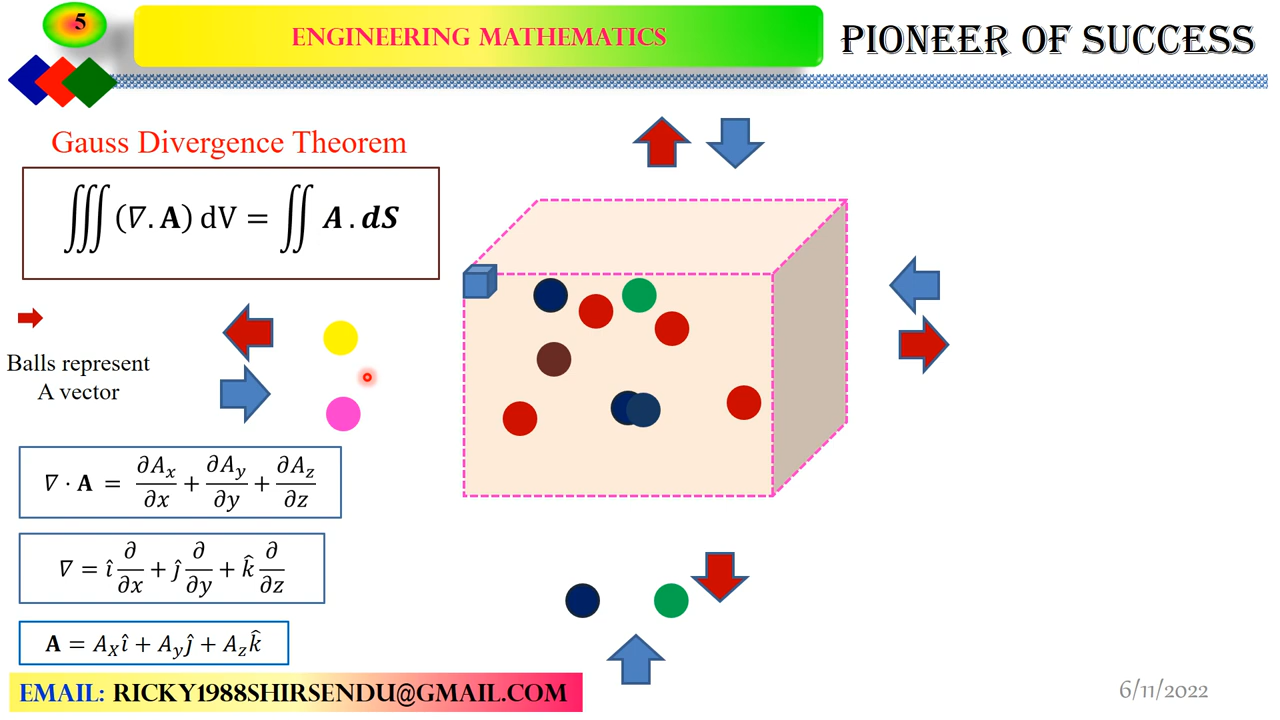 5
ENGINEERING MATHEMATICS
PIONEER OF SUCCESS
Gauss Divergence Theorem
∭(∇.𝐀) dV = ∬ 𝑨 . 𝒅𝑺
Balls represent
A vector
∇ · 𝐀 = ∂Aₓ/∂x + ∂A_y/∂y + ∂A_z/∂z
∇ = î ∂/∂x + ĵ ∂/∂y + k̂ ∂/∂z
𝐀 = A_X î + A_y ĵ + A_z k̂
EMAIL: RICKY1988SHIRSENDU@GMAIL.COM
6/11/2022